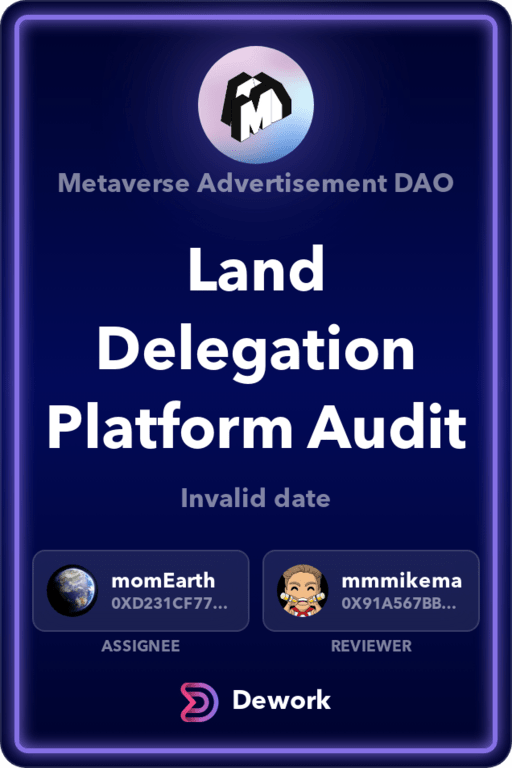 M
Metaverse Advertisement DAO
Land
Delegation
Platform Audit
Invalid date
momEarth
0XD231CF77...
mmmikema
0X91A567BB...
ASSIGNEE
REVIEWER
Dework